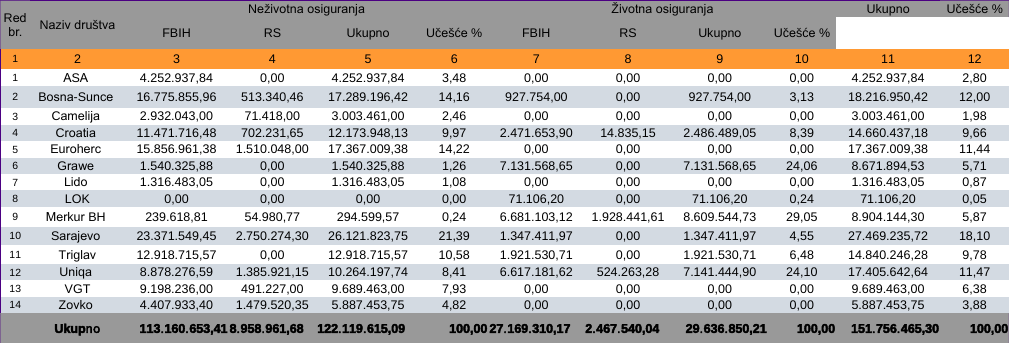 Red br. Naziv društva Neživotna osiguranja Životna osiguranja Ukupno Učešće %
FBIH RS Ukupno Učešće % FBIH RS Ukupno Učešće %
1 2 3 4 5 6 7 8 9 10 11 12
1 ASA 4.252.937,84 0,00 4.252.937,84 3,48 0,00 0,00 0,00 0,00 4.252.937,84 2,80
2 Bosna-Sunce 16.775.855,96 513.340,46 17.289.196,42 14,16 927.754,00 0,00 927.754,00 3,13 18.216.950,42 12,00
3 Camelija 2.932.043,00 71.418,00 3.003.461,00 2,46 0,00 0,00 0,00 0,00 3.003.461,00 1,98
4 Croatia 11.471.716,48 702.231,65 12.173.948,13 9,97 2.471.653,90 14.835,15 2.486.489,05 8,39 14.660.437,18 9,66
5 Euroherc 15.856.961,38 1.510.048,00 17.367.009,38 14,22 0,00 0,00 0,00 0,00 17.367.009,38 11,44
6 Grawe 1.540.325,88 0,00 1.540.325,88 1,26 7.131.568,65 0,00 7.131.568,65 24,06 8.671.894,53 5,71
7 Lido 1.316.483,05 0,00 1.316.483,05 1,08 0,00 0,00 0,00 0,00 1.316.483,05 0,87
8 LOK 0,00 0,00 0,00 0,00 71.106,20 0,00 71.106,20 0,24 71.106,20 0,05
9 Merkur BH 239.618,81 54.980,77 294.599,57 0,24 6.681.103,12 1.928.441,61 8.609.544,73 29,05 8.904.144,30 5,87
10 Sarajevo 23.371.549,45 2.750.274,30 26.121.823,75 21,39 1.347.411,97 0,00 1.347.411,97 4,55 27.469.235,72 18,10
11 Triglav 12.918.715,57 0,00 12.918.715,57 10,58 1.921.530,71 0,00 1.921.530,71 6,48 14.840.246,28 9,78
12 Uniqa 8.878.276,59 1.385.921,15 10.264.197,74 8,41 6.617.181,62 524.263,28 7.141.444,90 24,10 17.405.642,64 11,47
13 VGT 9.198.236,00 491.227,00 9.689.463,00 7,93 0,00 0,00 0,00 0,00 9.689.463,00 6,38
14 Zovko 4.407.933,40 1.479.520,35 5.887.453,75 4,82 0,00 0,00 0,00 0,00 5.887.453,75 3,88
Ukupno 113.160.653,41 8.958.961,68 122.119.615,09 100,00 27.169.310,17 2.467.540,04 29.636.850,21 100,00 151.756.465,30 100,00